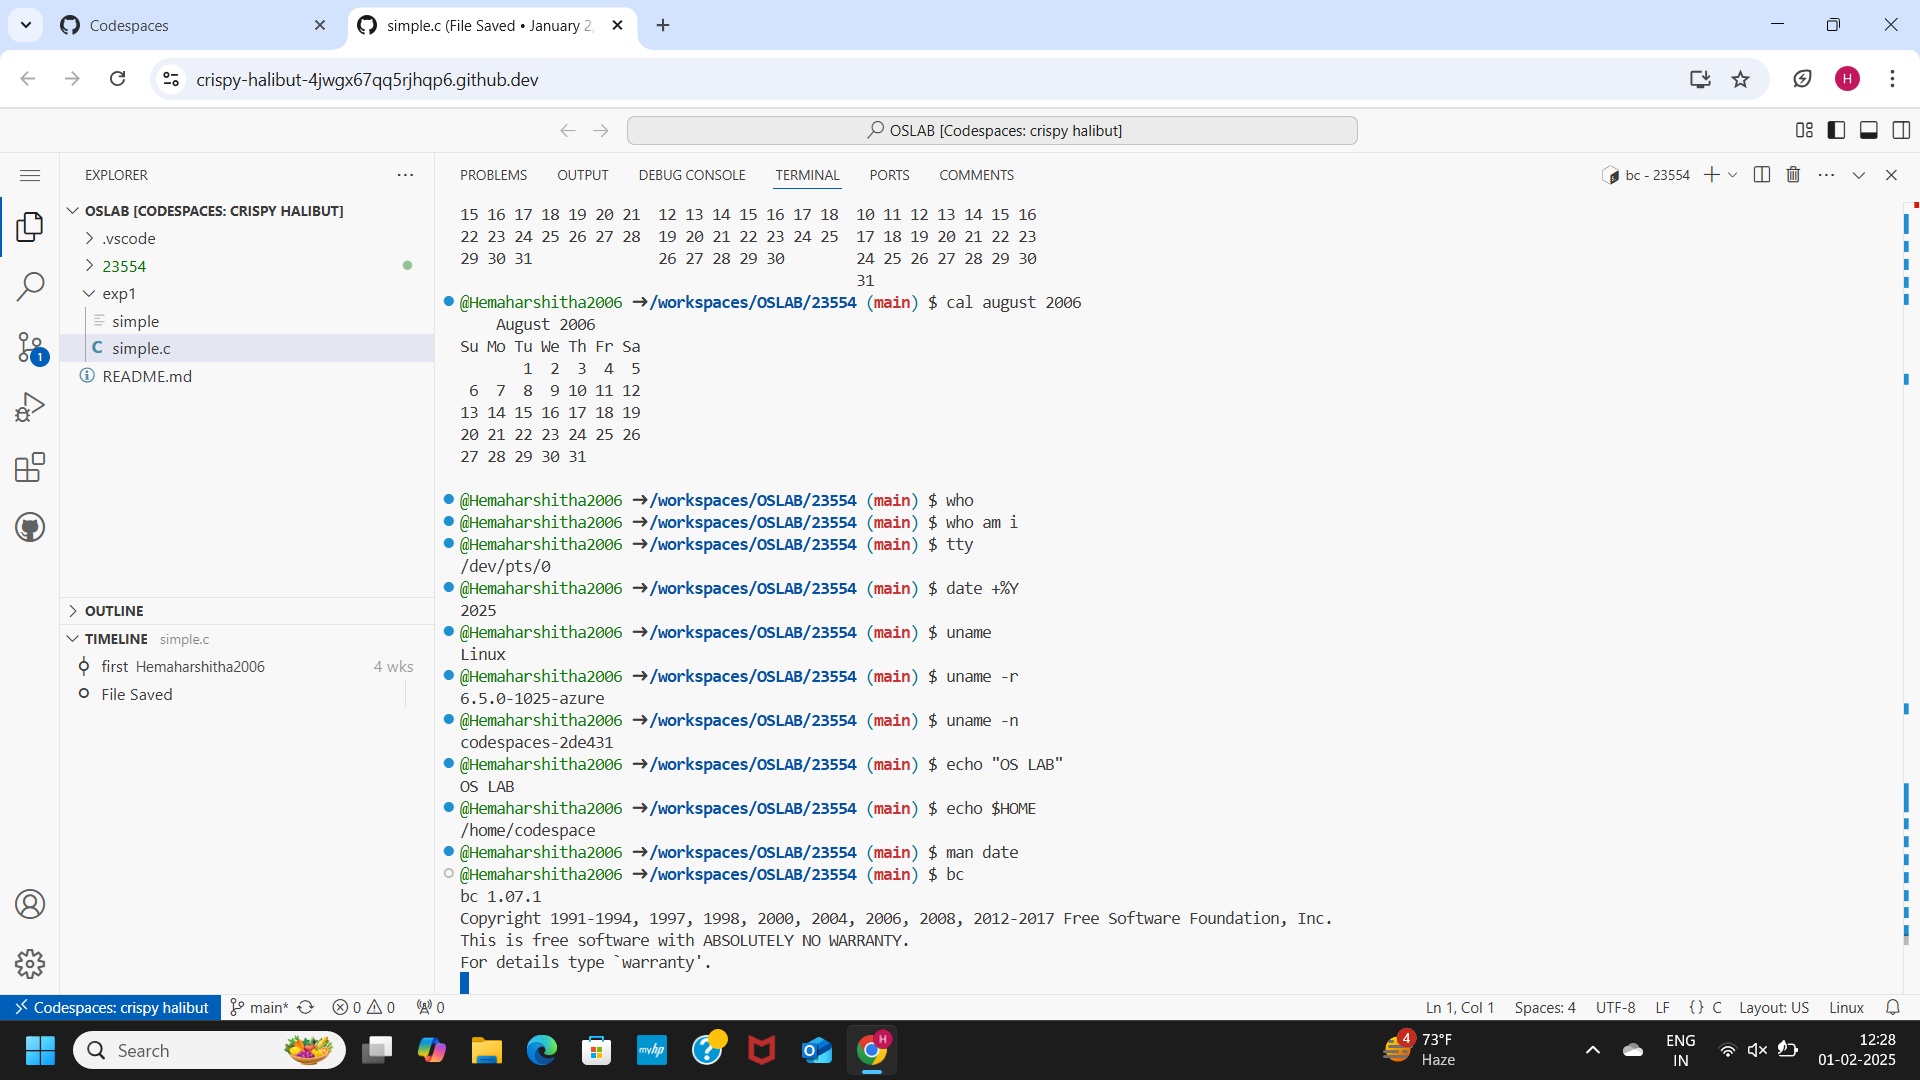 Codespaces
simple.c (File Saved • January 2,
crispy-halibut-4jwgx67qq5rjhqp6.github.dev
H
OSLAB [Codespaces: crispy halibut]
EXPLORER
OSLAB [CODESPACES: CRISPY HALIBUT]
.vscode
23554
exp1
simple
C simple.c
README.md
1
OUTLINE
TIMELINE simple.c
first Hemaharshitha2006 4 wks
File Saved
PROBLEMS OUTPUT DEBUG CONSOLE TERMINAL PORTS COMMENTS
bc - 23554
15 16 17 18 19 20 21  12 13 14 15 16 17 18  10 11 12 13 14 15 16
22 23 24 25 26 27 28  19 20 21 22 23 24 25  17 18 19 20 21 22 23
29 30 31              26 27 28 29 30        24 25 26 27 28 29 30
                                            31
@Hemaharshitha2006 ➜/workspaces/OSLAB/23554 (main) $ cal august 2006
    August 2006
Su Mo Tu We Th Fr Sa
       1  2  3  4  5
 6  7  8  9 10 11 12
13 14 15 16 17 18 19
20 21 22 23 24 25 26
27 28 29 30 31
@Hemaharshitha2006 ➜/workspaces/OSLAB/23554 (main) $ who
@Hemaharshitha2006 ➜/workspaces/OSLAB/23554 (main) $ who am i
@Hemaharshitha2006 ➜/workspaces/OSLAB/23554 (main) $ tty
/dev/pts/0
@Hemaharshitha2006 ➜/workspaces/OSLAB/23554 (main) $ date +%Y
2025
@Hemaharshitha2006 ➜/workspaces/OSLAB/23554 (main) $ uname
Linux
@Hemaharshitha2006 ➜/workspaces/OSLAB/23554 (main) $ uname -r
6.5.0-1025-azure
@Hemaharshitha2006 ➜/workspaces/OSLAB/23554 (main) $ uname -n
codespaces-2de431
@Hemaharshitha2006 ➜/workspaces/OSLAB/23554 (main) $ echo "OS LAB"
OS LAB
@Hemaharshitha2006 ➜/workspaces/OSLAB/23554 (main) $ echo $HOME
/home/codespace
@Hemaharshitha2006 ➜/workspaces/OSLAB/23554 (main) $ man date
@Hemaharshitha2006 ➜/workspaces/OSLAB/23554 (main) $ bc
bc 1.07.1
Copyright 1991-1994, 1997, 1998, 2000, 2004, 2006, 2008, 2012-2017 Free Software Foundation, Inc.
This is free software with ABSOLUTELY NO WARRANTY.
For details type `warranty'.
Codespaces: crispy halibut main* 0 0 0
Ln 1, Col 1 Spaces: 4 UTF-8 LF {} C Layout: US Linux
Search
myhp
H
4
73°F
Haze
ENG
IN
12:28
01-02-2025